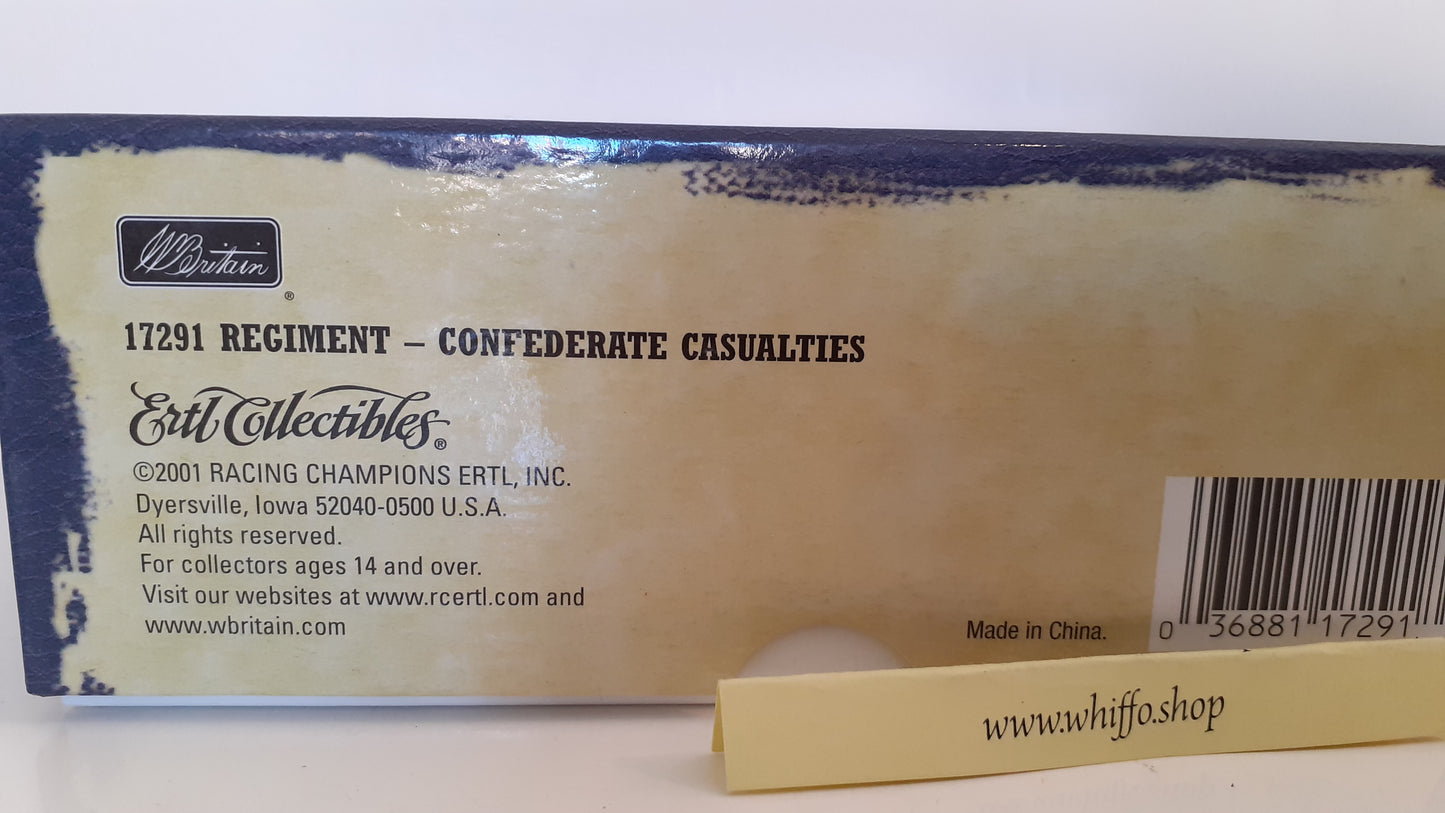 WBritain
®
17291 REGIMENT – CONFEDERATE CASUALTIES
Ertl Collectibles®
©2001 RACING CHAMPIONS ERTL, INC.
Dyersville, Iowa 52040-0500 U.S.A.
All rights reserved.
For collectors ages 14 and over.
Visit our websites at www.rcertl.com and
www.wbritain.com
Made in China.
0 36881 17291
www.whiffo.shop